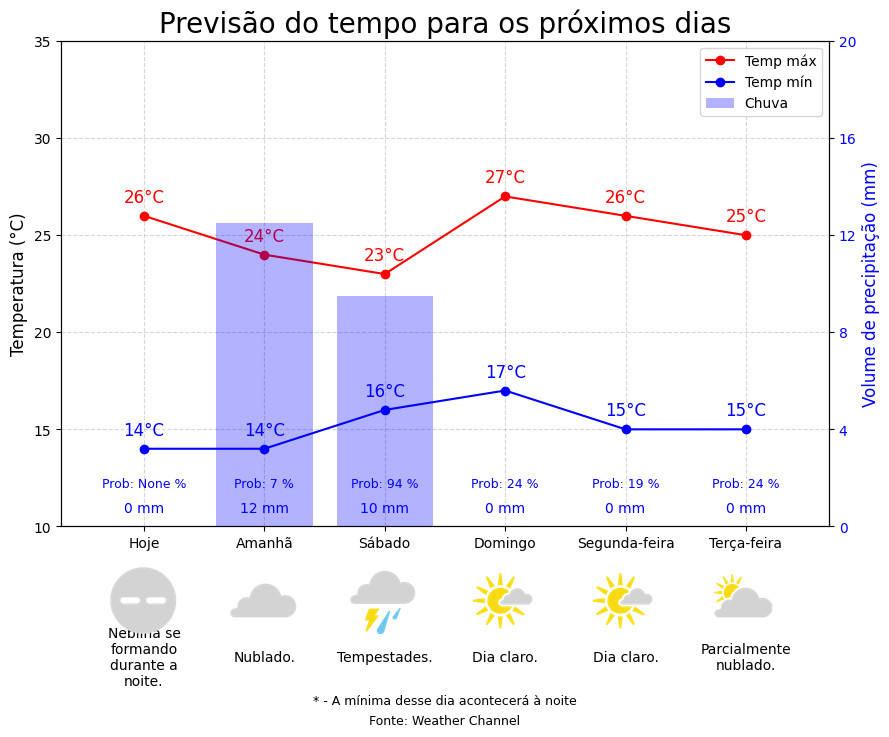 Previsão do tempo para os próximos dias
35
30
25
20
15
10
Temperatura (°C)
20
16
12
8
4
0
Volume de precipitação (mm)
Temp máx
Temp mín
Chuva
26°C
24°C
23°C
27°C
26°C
25°C
14°C
14°C
16°C
17°C
15°C
15°C
Prob: None %
Prob: 7 %
Prob: 94 %
Prob: 24 %
Prob: 19 %
Prob: 24 %
0 mm
12 mm
10 mm
0 mm
0 mm
0 mm
Hoje
Amanhã
Sábado
Domingo
Segunda-feira
Terça-feira
Neblina se
formando
durante a
noite.
Nublado.
Tempestades.
Dia claro.
Dia claro.
Parcialmente
nublado.
* - A mínima desse dia acontecerá à noite
Fonte: Weather Channel